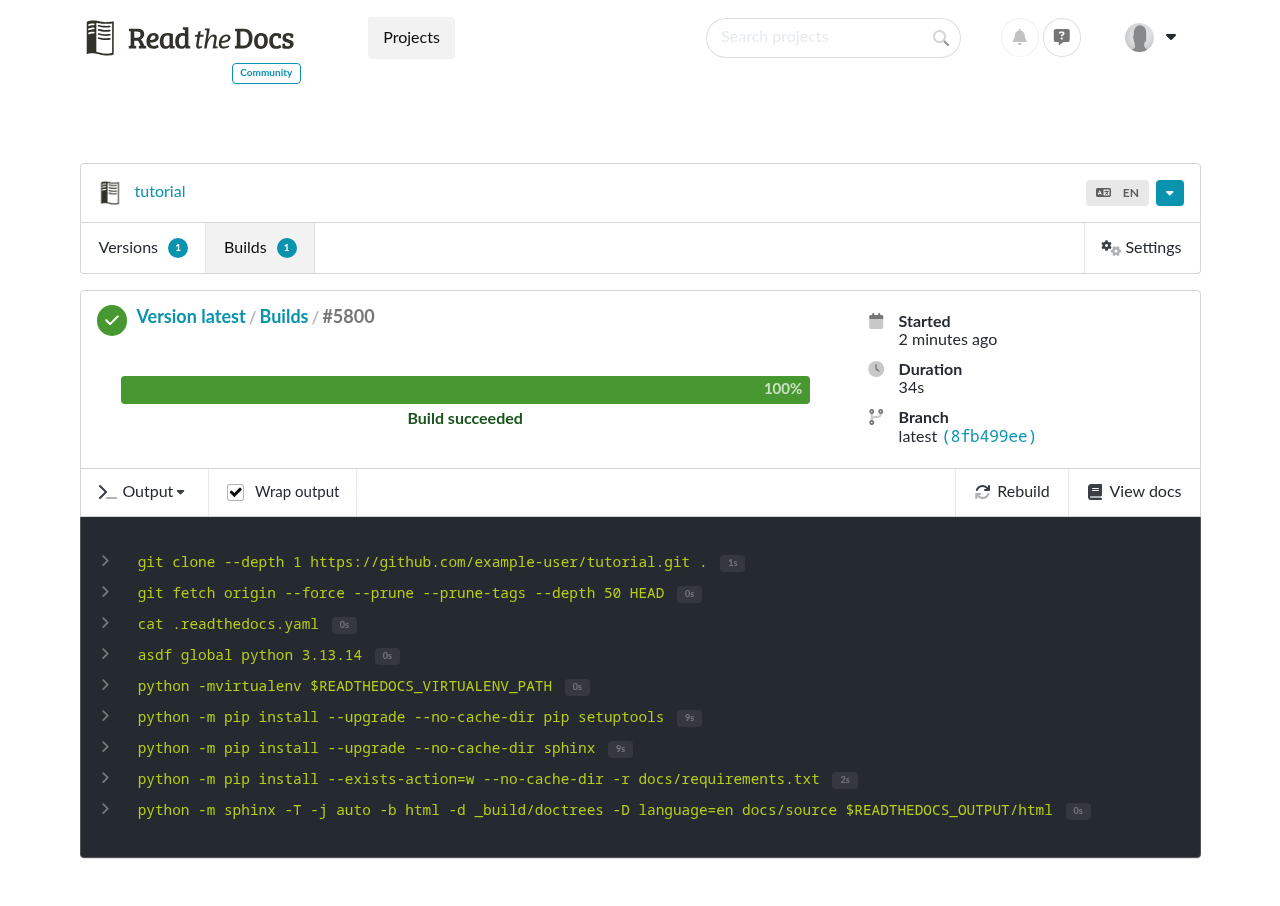 Read the Docs
Community
Projects
Search projects
tutorial
EN
Versions 1
Builds 1
Settings
Version latest / Builds / #5800
100%
Build succeeded
Started
2 minutes ago
Duration
34s
Branch
latest (8fb499ee)
Output
Wrap output
Rebuild
View docs
git clone --depth 1 https://github.com/example-user/tutorial.git . 1s
git fetch origin --force --prune --prune-tags --depth 50 HEAD 0s
cat .readthedocs.yaml 0s
asdf global python 3.13.14 0s
python -mvirtualenv $READTHEDOCS_VIRTUALENV_PATH 0s
python -m pip install --upgrade --no-cache-dir pip setuptools 9s
python -m pip install --upgrade --no-cache-dir sphinx 9s
python -m pip install --exists-action=w --no-cache-dir -r docs/requirements.txt 2s
python -m sphinx -T -j auto -b html -d _build/doctrees -D language=en docs/source $READTHEDOCS_OUTPUT/html 0s